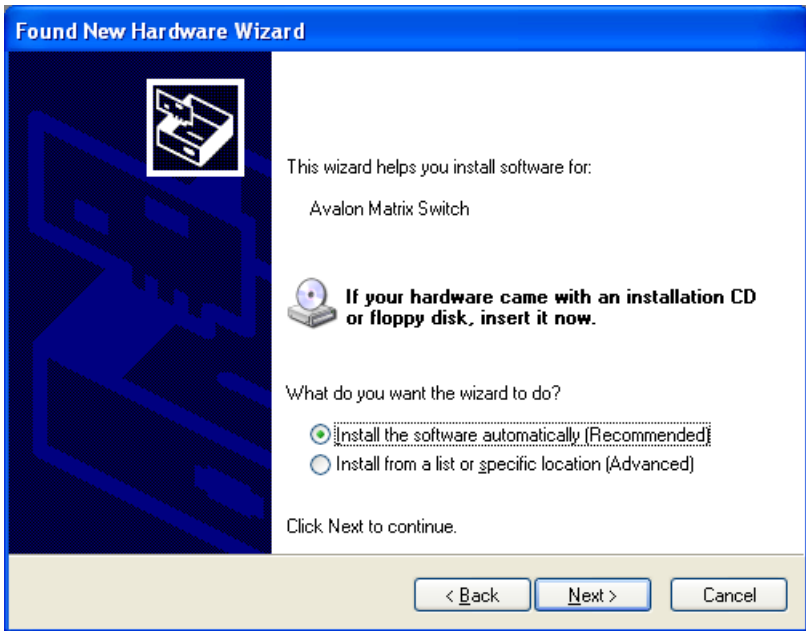 Found New Hardware Wizard
This wizard helps you install software for:
Avalon Matrix Switch
If your hardware came with an installation CD
or floppy disk, insert it now.
What do you want the wizard to do?
Install the software automatically (Recommended)
Install from a list or specific location (Advanced)
Click Next to continue.
< Back
Next >
Cancel